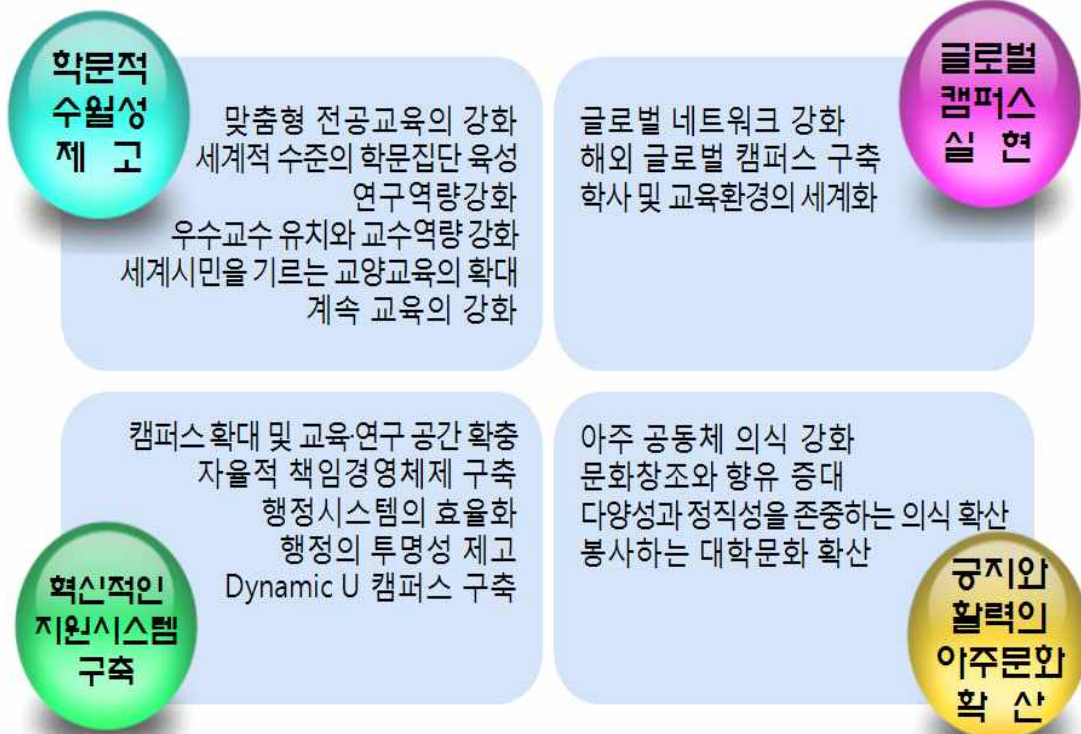 학문적
수월성
제 고
맞춤형 전공교육의 강화
세계적 수준의 학문집단 육성
연구역량강화
우수교수 유치와 교수역량 강화
세계시민을 기르는 교양교육의 확대
계속 교육의 강화
글로벌
캠퍼스
실 현
글로벌 네트워크 강화
해외 글로벌 캠퍼스 구축
학사 및 교육환경의 세계화
캠퍼스 확대 및 교육·연구 공간 확충
자율적 책임경영체제 구축
행정시스템의 효율화
행정의 투명성 제고
Dynamic U 캠퍼스 구축
혁신적인
지원시스템
구축
아주 공동체 의식 강화
문화창조와 향유 증대
다양성과 정직성을 존중하는 의식 확산
봉사하는 대학문화 확산
긍지와
활력의
아주문화
확 산